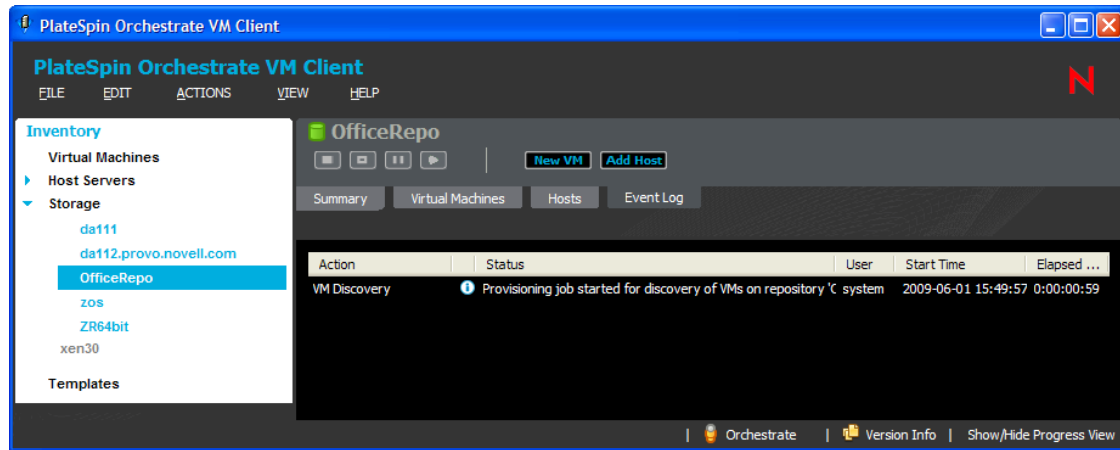 PlateSpin Orchestrate VM Client
PlateSpin Orchestrate VM Client
FILE EDIT ACTIONS VIEW HELP
N
Inventory
Virtual Machines
Host Servers
Storage
da111
da112.provo.novell.com
OfficeRepo
zos
ZR64bit
xen30
Templates
OfficeRepo
New VM Add Host
Summary Virtual Machines Hosts Event Log
Action Status User Start Time Elapsed ...
VM Discovery Provisioning job started for discovery of VMs on repository 'O system 2009-06-01 15:49:57 0:00:00:59
| Orchestrate | Version Info | Show/Hide Progress View